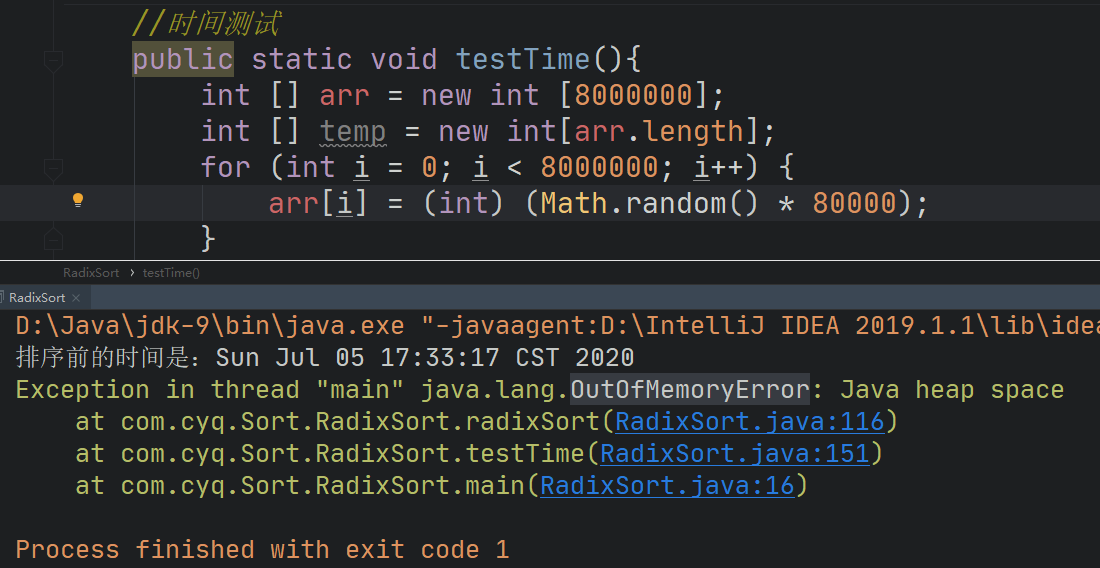 //时间测试
public static void testTime(){
int [] arr = new int [8000000];
int [] temp = new int[arr.length];
for (int i = 0; i < 8000000; i++) {
arr[i] = (int) (Math.random() * 80000);
}
RadixSort › testTime()
RadixSort ×
D:\Java\jdk-9\bin\java.exe "-javaagent:D:\IntelliJ IDEA 2019.1.1\lib\idea
排序前的时间是：Sun Jul 05 17:33:17 CST 2020
Exception in thread "main" java.lang.OutOfMemoryError: Java heap space
at com.cyq.Sort.RadixSort.radixSort(RadixSort.java:116)
at com.cyq.Sort.RadixSort.testTime(RadixSort.java:151)
at com.cyq.Sort.RadixSort.main(RadixSort.java:16)
Process finished with exit code 1